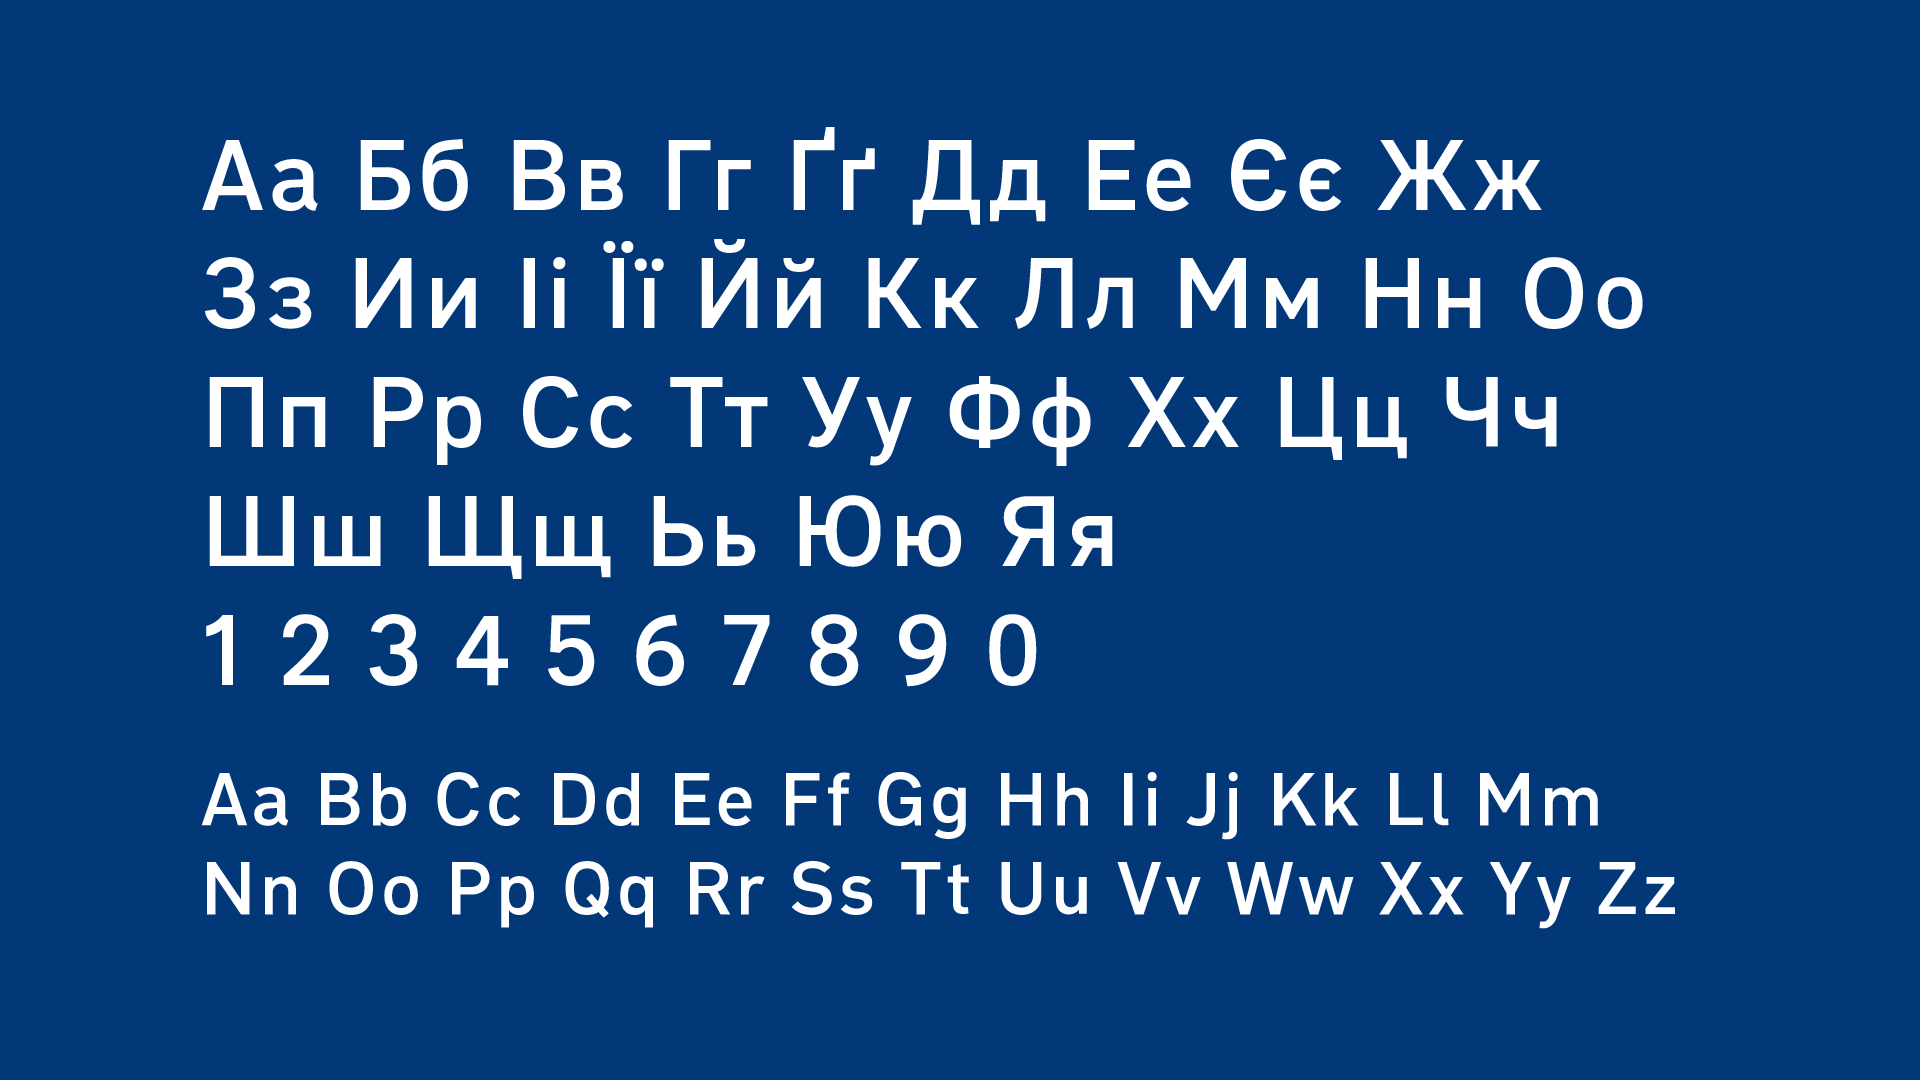 Аа Бб Вв Гг Ґґ Дд Ее Єє Жж
Зз Ии Іі Її Йй Кк Лл Мм Нн Оо
Пп Рр Сс Тт Уу Фф Хх Цц Чч
Шш Щщ Ьь Юю Яя
1 2 3 4 5 6 7 8 9 0
Aa Bb Cc Dd Ee Ff Gg Hh Ii Jj Kk Ll Mm
Nn Oo Pp Qq Rr Ss Tt Uu Vv Ww Xx Yy Zz